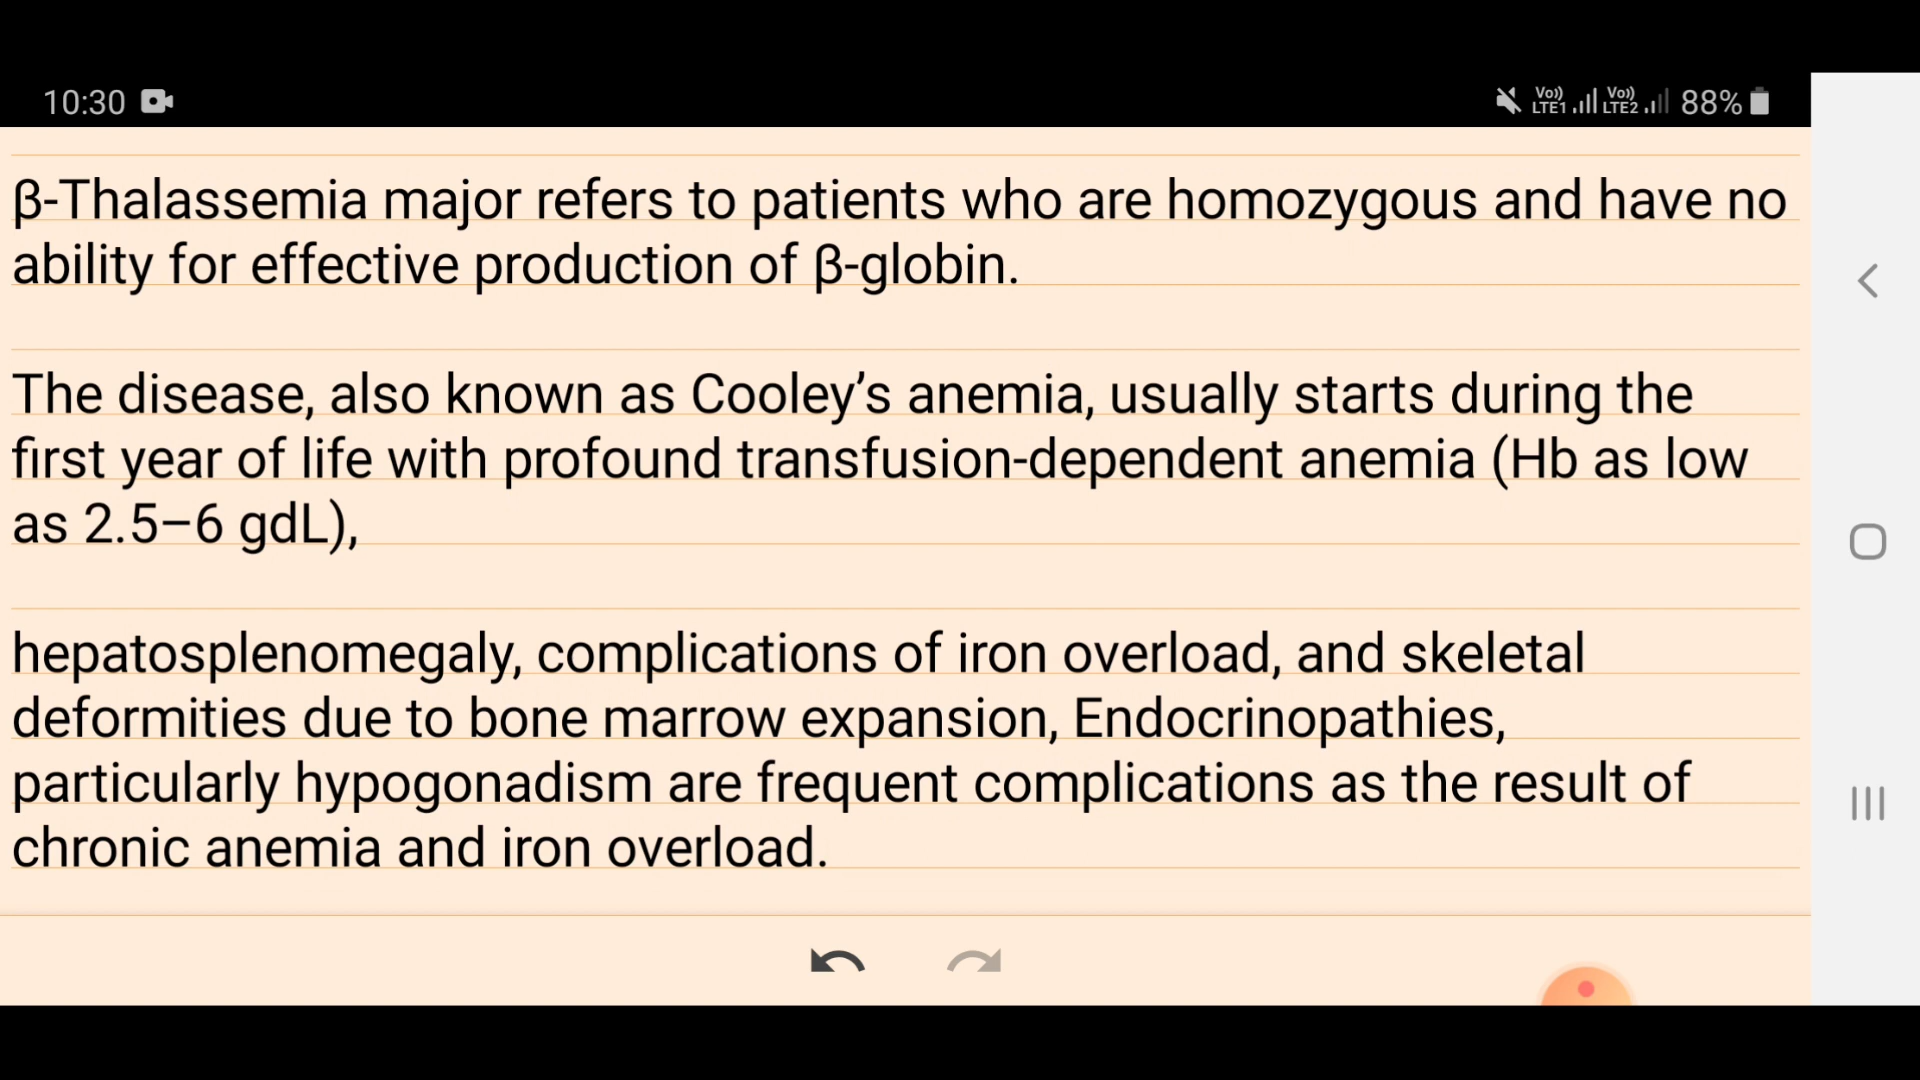 10:30
Vo)) LTE1 Vo)) LTE2 88%
β-Thalassemia major refers to patients who are homozygous and have no
ability for effective production of β-globin.
The disease, also known as Cooley’s anemia, usually starts during the
first year of life with profound transfusion-dependent anemia (Hb as low
as 2.5–6 gdL),
hepatosplenomegaly, complications of iron overload, and skeletal
deformities due to bone marrow expansion, Endocrinopathies,
particularly hypogonadism are frequent complications as the result of
chronic anemia and iron overload.